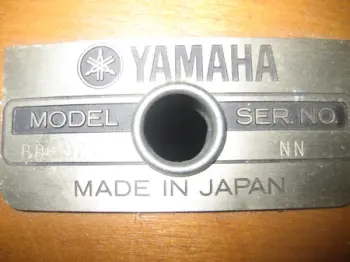 YAMAHA
MODEL SER. NO.
NN
MADE IN JAPAN